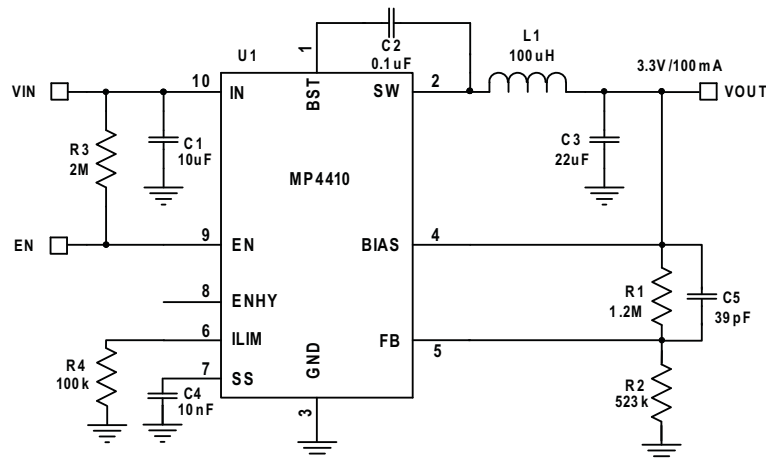 U1
1
C2
0.1uF
L1
100uH
3.3V/100mA
VIN
10
IN
BST
SW
2
VOUT
R3
2M
C1
10uF
MP4410
C3
22uF
EN
9
EN
BIAS
4
8
ENHY
R1
1.2M
C5
39pF
6
ILIM
FB
5
R4
100k
7
SS
GND
C4
10nF
3
R2
523k